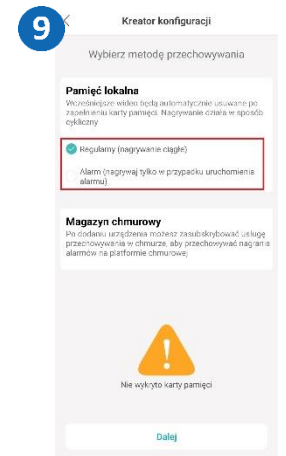 9
Kreator konfiguracji
Wybierz metodę przechowywania
Pamięć lokalna
Wcześniejsze wideo będą automatycznie usuwane po
zapełnieniu karty pamięci. Nagrywanie działa w sposób
cykliczny
Regularny (nagrywanie ciągłe)
Alarm (nagrywaj tylko w przypadku uruchomienia
alarmu)
Magazyn chmurowy
Po dodaniu urządzenia możesz zasubskrybować usługę
przechowywania w chmurze, aby przechowywać nagrania
alarmów na platformie chmurowej
Nie wykryto karty pamięci
Dalej